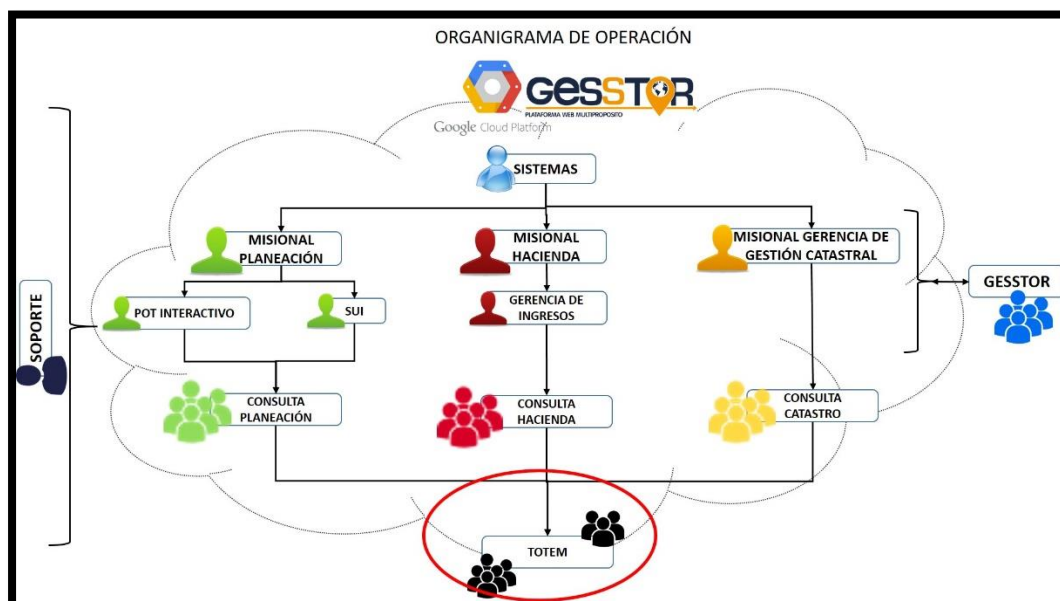 ORGANIGRAMA DE OPERACIÓN
GESSTOR
PLATAFORMA WEB MULTIPROPOSITO
Google Cloud Platform
SISTEMAS
MISIONAL
PLANEACIÓN
MISIONAL
HACIENDA
MISIONAL GERENCIA DE
GESTIÓN CATASTRAL
SOPORTE
POT INTERACTIVO
SUI
GERENCIA DE
INGRESOS
GESSTOR
CONSULTA
PLANEACIÓN
CONSULTA
HACIENDA
CONSULTA
CATASTRO
TOTEM